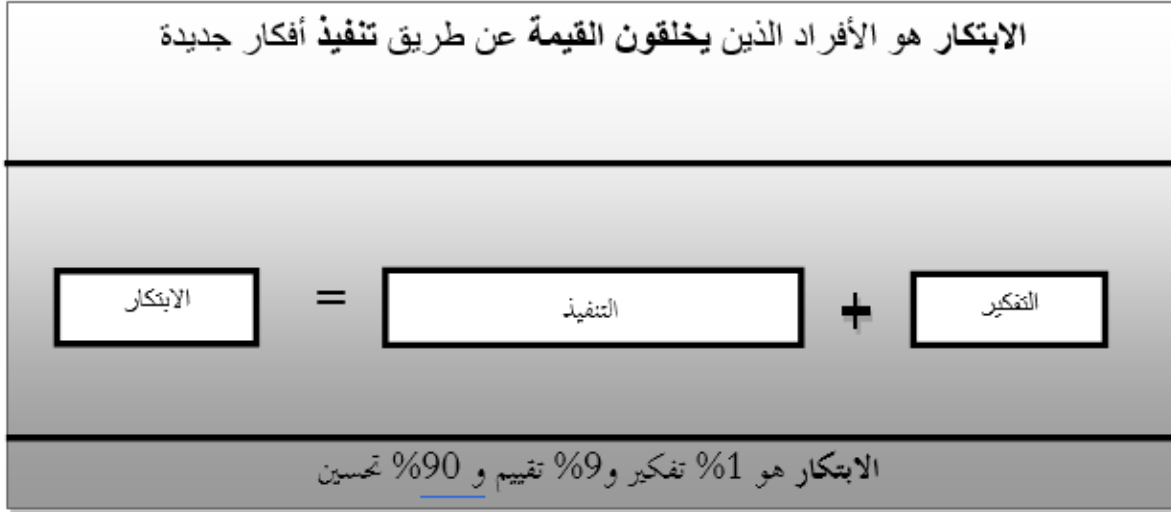 الابتكار هو الأفراد الذين يخلقون القيمة عن طريق تنفيذ أفكار جديدة
التفكير + التنفيذ = الابتكار
الابتكار هو 1% تفكير و9% تقييم و 90% تحسين